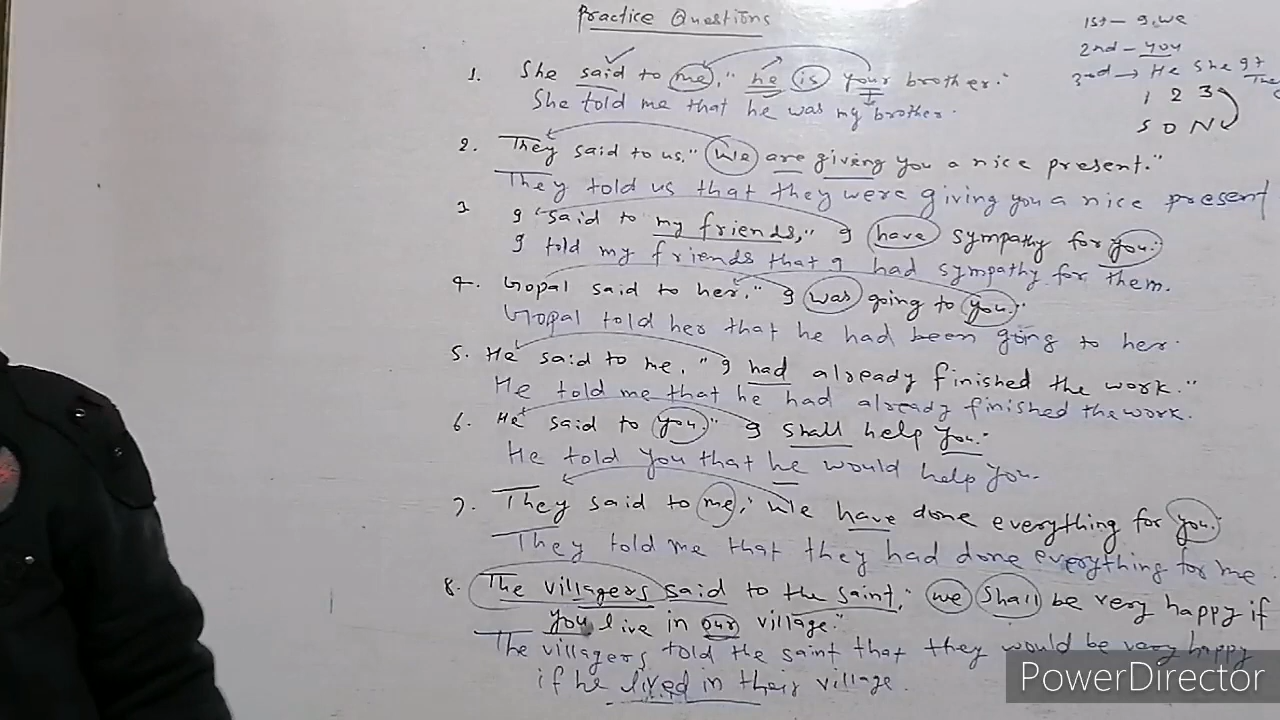 Practice Questions
1st - I, we
2nd - you
3rd → He She It
The
1 2 3
S O N
1. She said to me, "he is your brother."
She told me that he was my brother.
2. They said to us, "we are giving you a nice present."
They told us that they were giving you a nice present
3 I "said to my friends," I have sympathy for you."
I told my friends that I had sympathy for them.
4. Gopal said to her, "I was going to you."
Gopal told her that he had been going to her.
5. He said to me, "I had already finished the work."
He told me that he had already finished the work.
6. He said to you," I shall help you."
He told you that he would help you.
7. They said to me, "We have done everything for you."
They told me that they had done everything for me.
8. The villagers said to the saint, "we shall be very happy if
you live in our village."
The villagers told the saint that they would be very happy
if he lived in their village.
PowerDirector